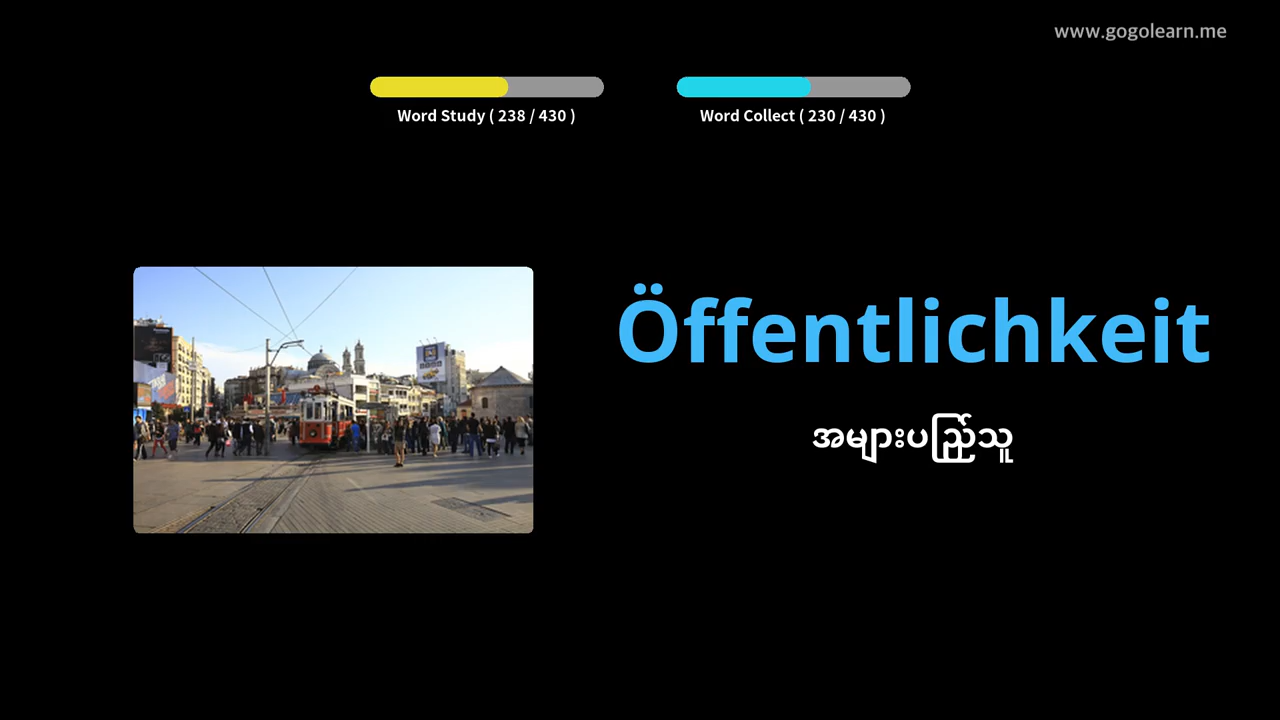 www.gogolearn.me
Word Study ( 238 / 430 )
Word Collect ( 230 / 430 )
Öffentlichkeit
အများပြည်သူ